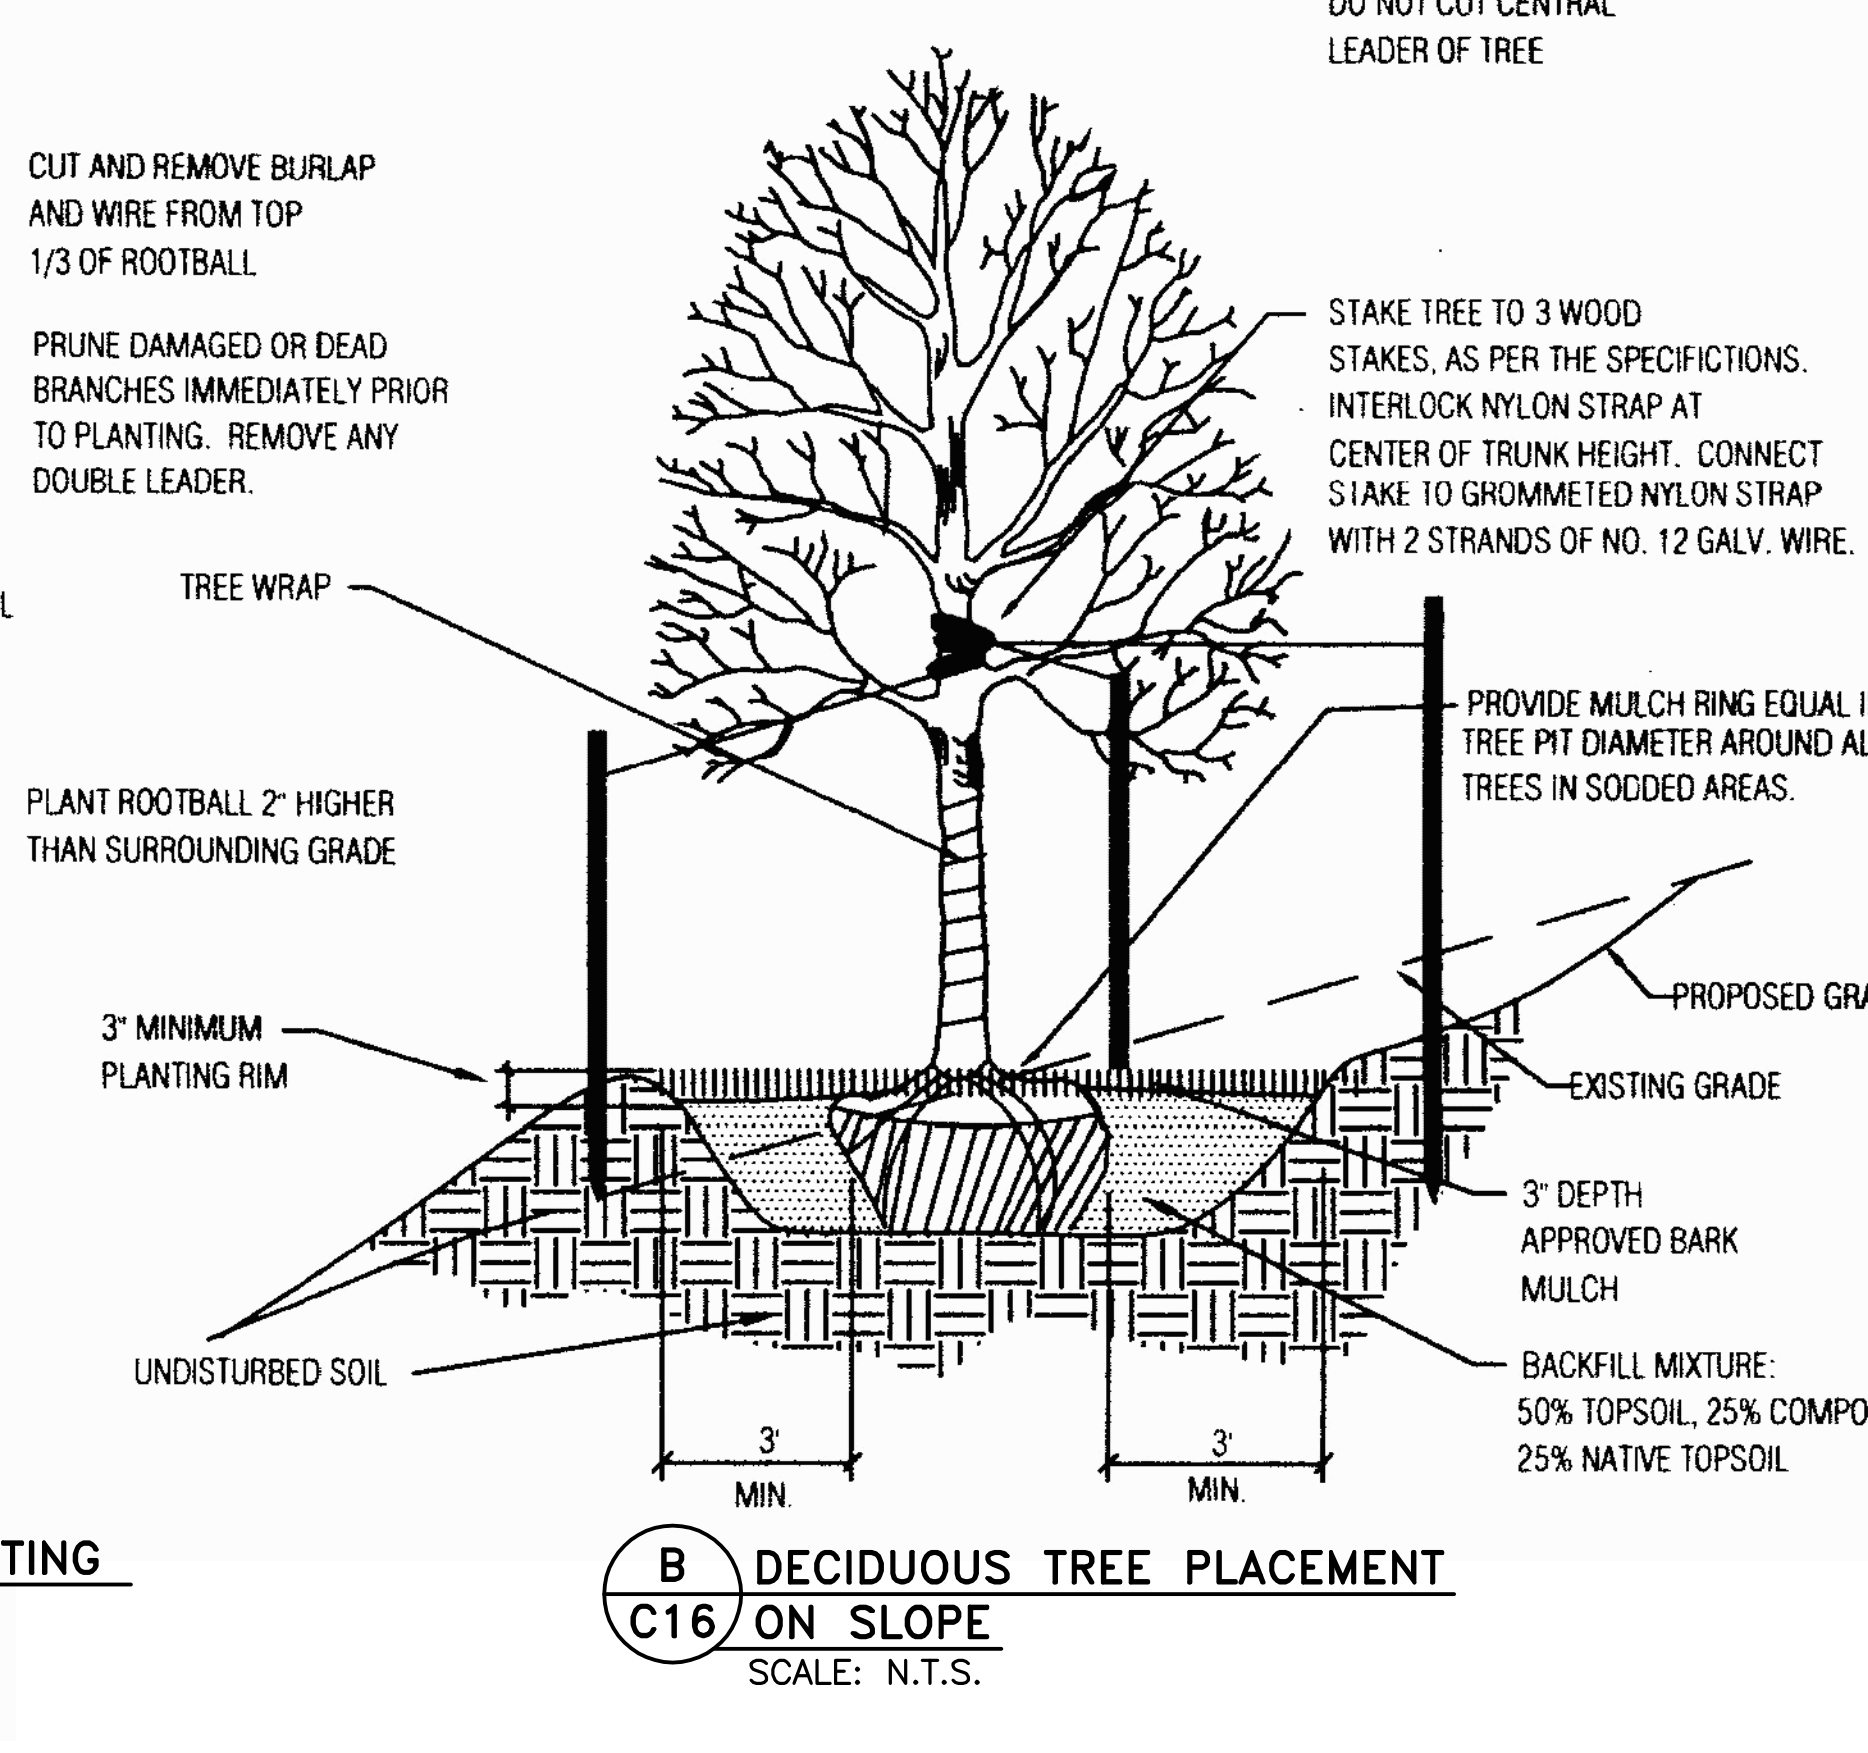 DO NOT CUT CENTRAL
LEADER OF TREE
CUT AND REMOVE BURLAP
AND WIRE FROM TOP
1/3 OF ROOTBALL
PRUNE DAMAGED OR DEAD
BRANCHES IMMEDIATELY PRIOR
TO PLANTING. REMOVE ANY
DOUBLE LEADER.
STAKE TREE TO 3 WOOD
STAKES, AS PER THE SPECIFICTIONS.
INTERLOCK NYLON STRAP AT
CENTER OF TRUNK HEIGHT. CONNECT
STAKE TO GROMMETED NYLON STRAP
WITH 2 STRANDS OF NO. 12 GALV. WIRE.
TREE WRAP
L
PROVIDE MULCH RING EQUAL
TREE PIT DIAMETER AROUND
TREES IN SODDED AREAS.
PLANT ROOTBALL 2" HIGHER
THAN SURROUNDING GRADE
PROPOSED GRA
3" MINIMUM
PLANTING RIM
EXISTING GRADE
3" DEPTH
APPROVED BARK
MULCH
UNDISTURBED SOIL
BACKFILL MIXTURE:
50% TOPSOIL, 25% COMPO
25% NATIVE TOPSOIL
3'
MIN.
3'
MIN.
TING
B
C16
DECIDUOUS TREE PLACEMENT
ON SLOPE
SCALE: N.T.S.